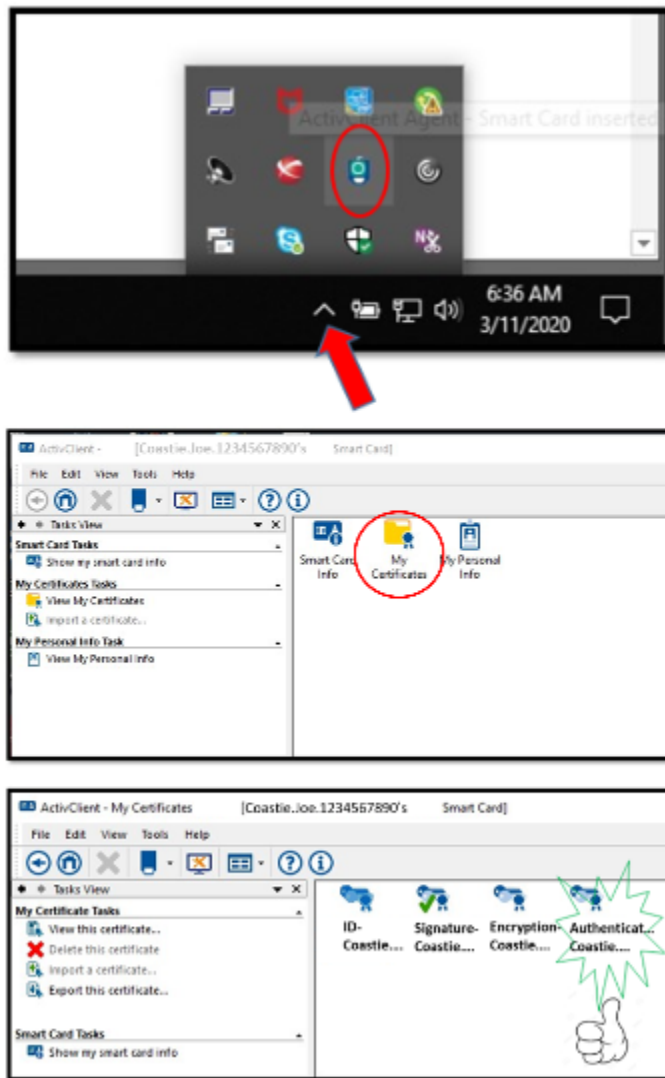 ActivClient Agent - Smart Card inserted
6:36 AM
3/11/2020
ActivClient - [Coastie.Joe.1234567890's Smart Card]
File Edit View Tools Help
Tasks View
Smart Card Tasks
Show my smart card info
My Certificates Tasks
View My Certificates
Import a certificate...
My Personal Info Task
View My Personal Info
Smart Card
Info
My
Certificates
My Personal
Info
ActivClient - My Certificates [Coastie.Joe.1234567890's Smart Card]
File Edit View Tools Help
Tasks View
My Certificate Tasks
View this certificate...
Delete this certificate
Import a certificate...
Export this certificate...
Smart Card Tasks
Show my smart card info
ID-
Coastie....
Signature-
Coastie....
Encryption-
Coastie....
Authenticat...
Coastie....